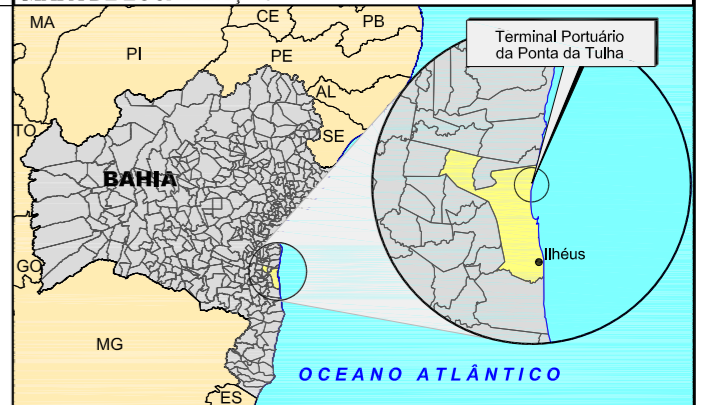 MA
CE
PB
PI
PE
Terminal Portuário
da Ponta da Tulha
AL
TO
SE
BAHIA
Ilhéus
GO
MG
OCEANO ATLÂNTICO
ES